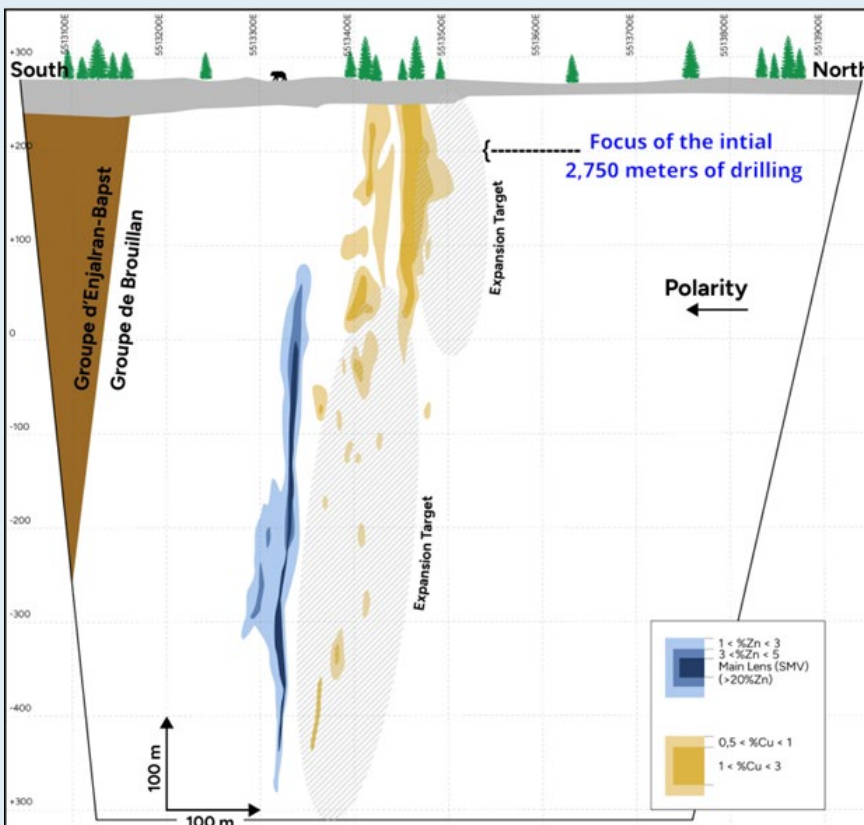 5513100E
5513200E
5513300E
5513400E
5513500E
5513600E
5513700E
5513800E
5513900E
+300
South
North
+200
Focus of the intial
2,750 meters of drilling
Groupe d'Enjalran-Bapst
Groupe de Brouillan
Expansion Target
+100
Polarity
0
-100
-200
Expansion Target
-300
1 < %Zn < 3
3 <%Zn < 5
Main Lens (SMV)
(>20%Zn)
-400
0,5 < %Cu < 1
1 < %Cu < 3
100 m
+300
100 m